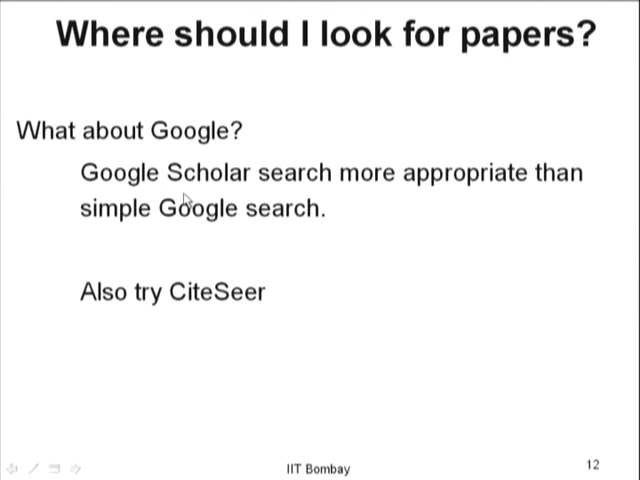 Where should I look for papers?
What about Google?
Google Scholar search more appropriate than
simple Google search.
Also try CiteSeer
IIT Bombay
12